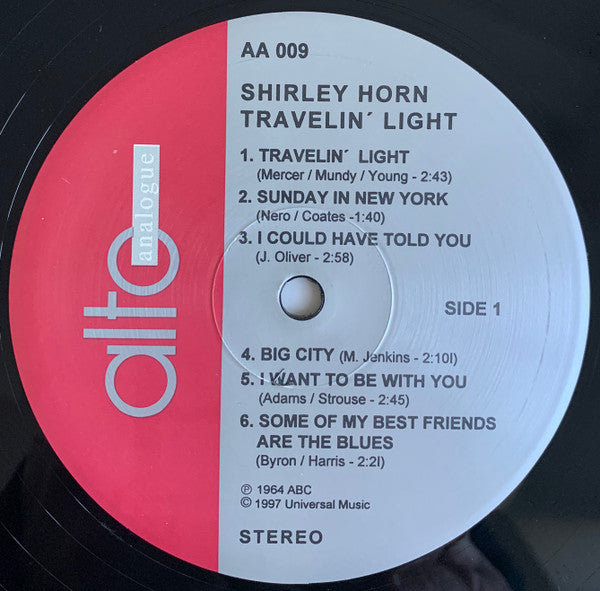 AA 009
SHIRLEY HORN
TRAVELIN´ LIGHT
1. TRAVELIN´ LIGHT
(Mercer / Mundy / Young - 2:43)
2. SUNDAY IN NEW YORK
(Nero / Coates -1:40)
3. I COULD HAVE TOLD YOU
(J. Oliver - 2:58)
SIDE 1
4. BIG CITY (M. Jenkins - 2:10l)
5. I WANT TO BE WITH YOU
(Adams / Strouse - 2:45)
6. SOME OF MY BEST FRIENDS
ARE THE BLUES
(Byron / Harris - 2:2l)
℗ 1964 ABC
© 1997 Universal Music
STEREO
alto
analogue